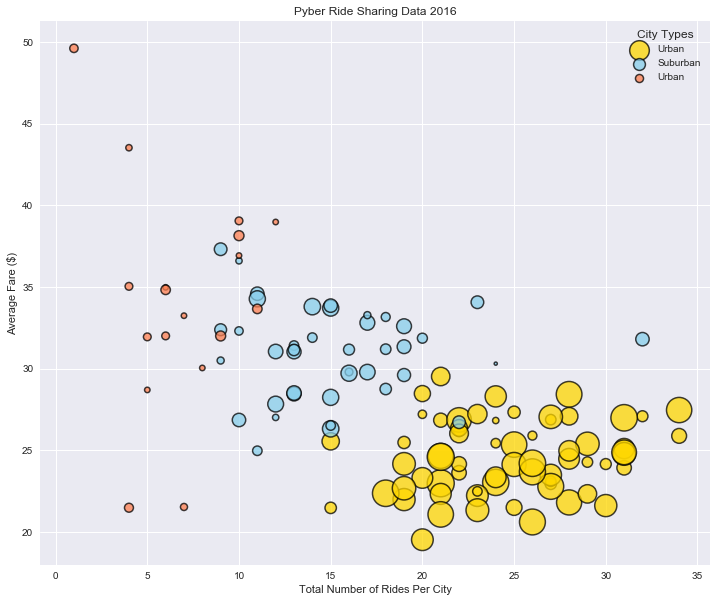 Pyber Ride Sharing Data 2016
City Types
Urban
Suburban
Urban
Average Fare ($)
50
45
40
35
30
25
20
0 5 10 15 20 25 30 35
Total Number of Rides Per City